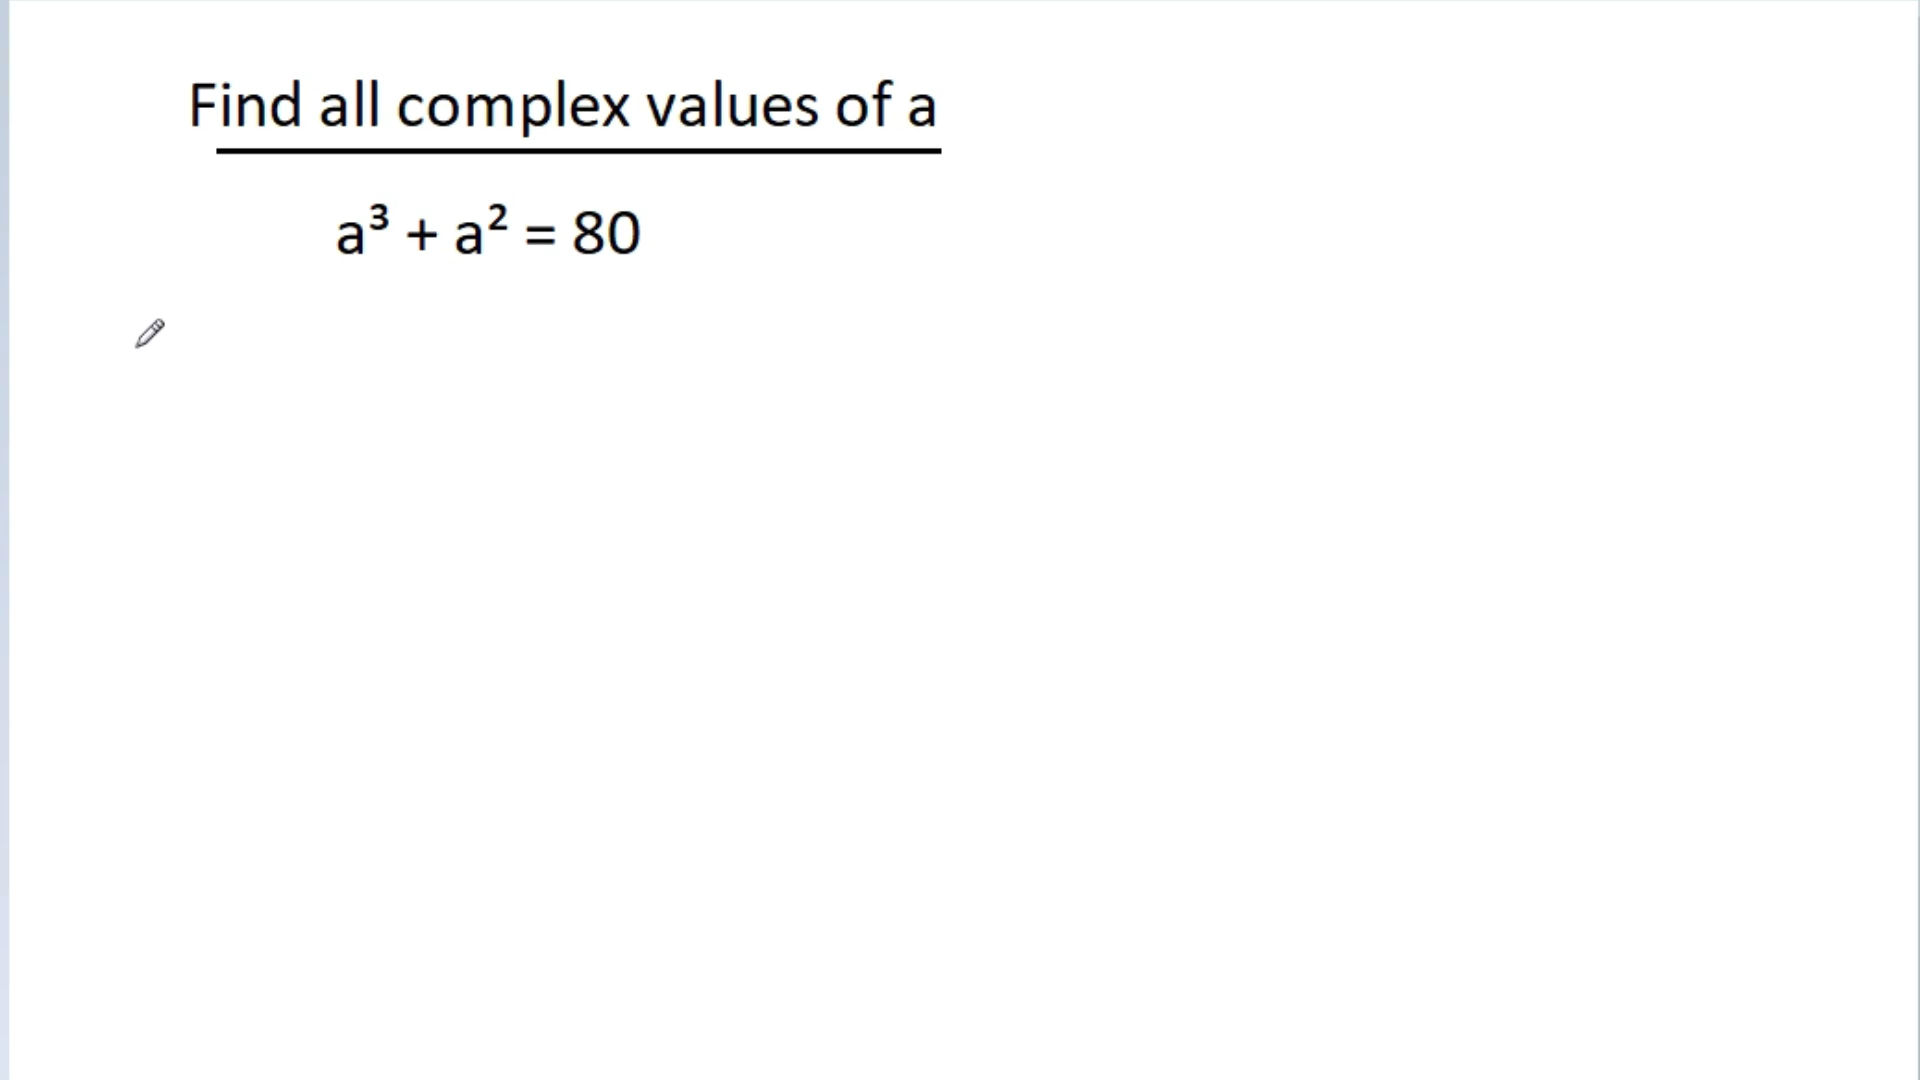 Find all complex values of a
a³ + a² = 80